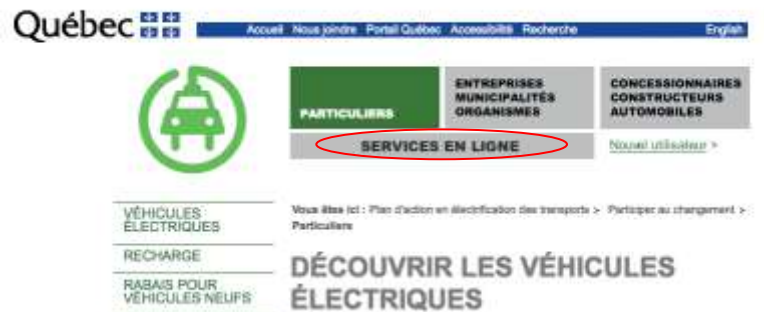 Québec
Accueil Nous joindre Portail Québec Accessibilité Recherche English
PARTICULIERS
ENTREPRISES
MUNICIPALITÉS
ORGANISMES
CONCESSIONNAIRES
CONSTRUCTEURS
AUTOMOBILES
SERVICES EN LIGNE
Nouvel utilisateur >
VÉHICULES
ÉLECTRIQUES
RECHARGE
RABAIS POUR
VÉHICULES NEUFS
Vous êtes ici : Plan d'action en électrification des transports > Participer au changement >
Particuliers
DÉCOUVRIR LES VÉHICULES
ÉLECTRIQUES